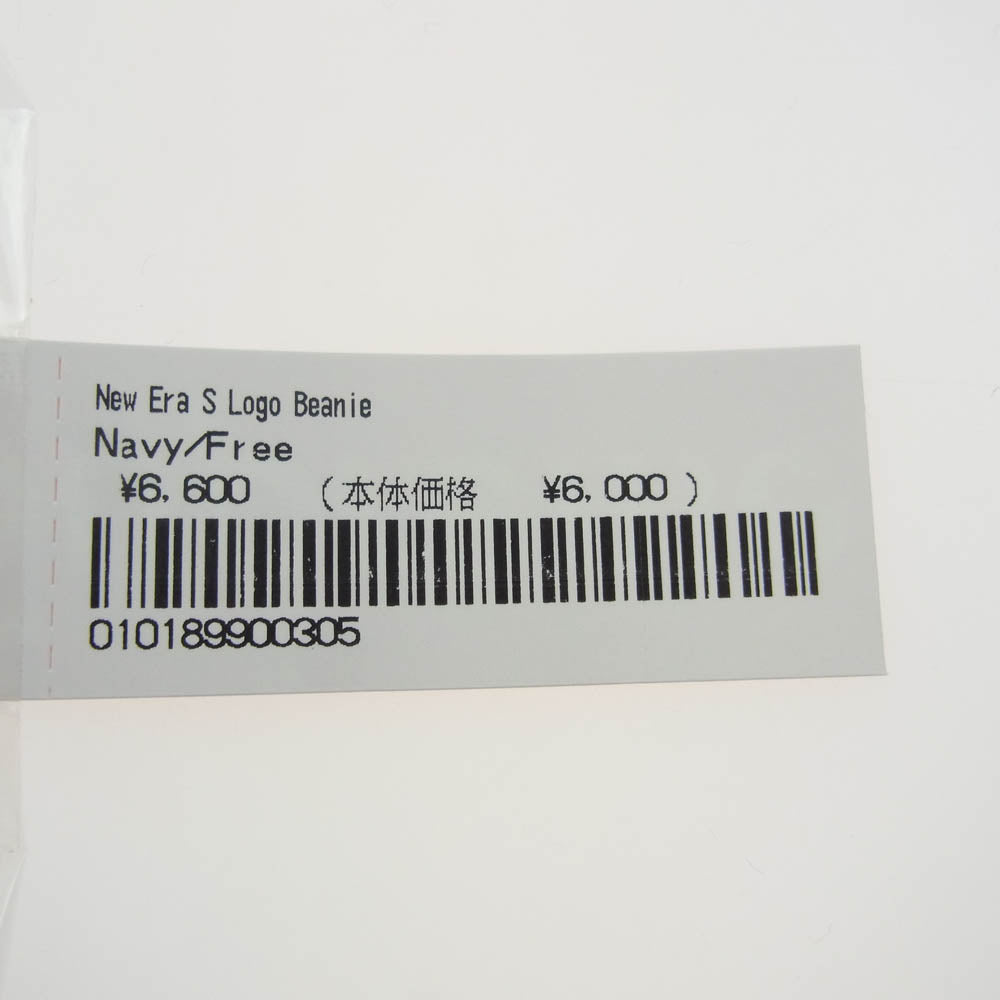 New Era S Logo Beanie
Navy/Free
¥6,600 (本体価格 ¥6,000)
010189900305